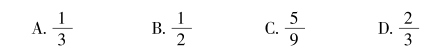 A. 1/3 B. 1/2 C. 5/9 D. 2/3